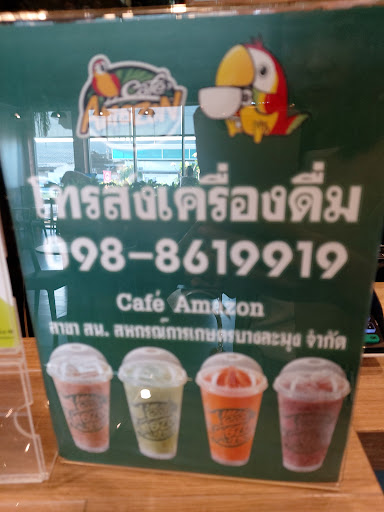 Café
Amazon
โทรสั่งเครื่องดื่ม
098-8619919
Café Amazon
สาขา สน. สหกรณ์การเกษตรบางละมุง จำกัด